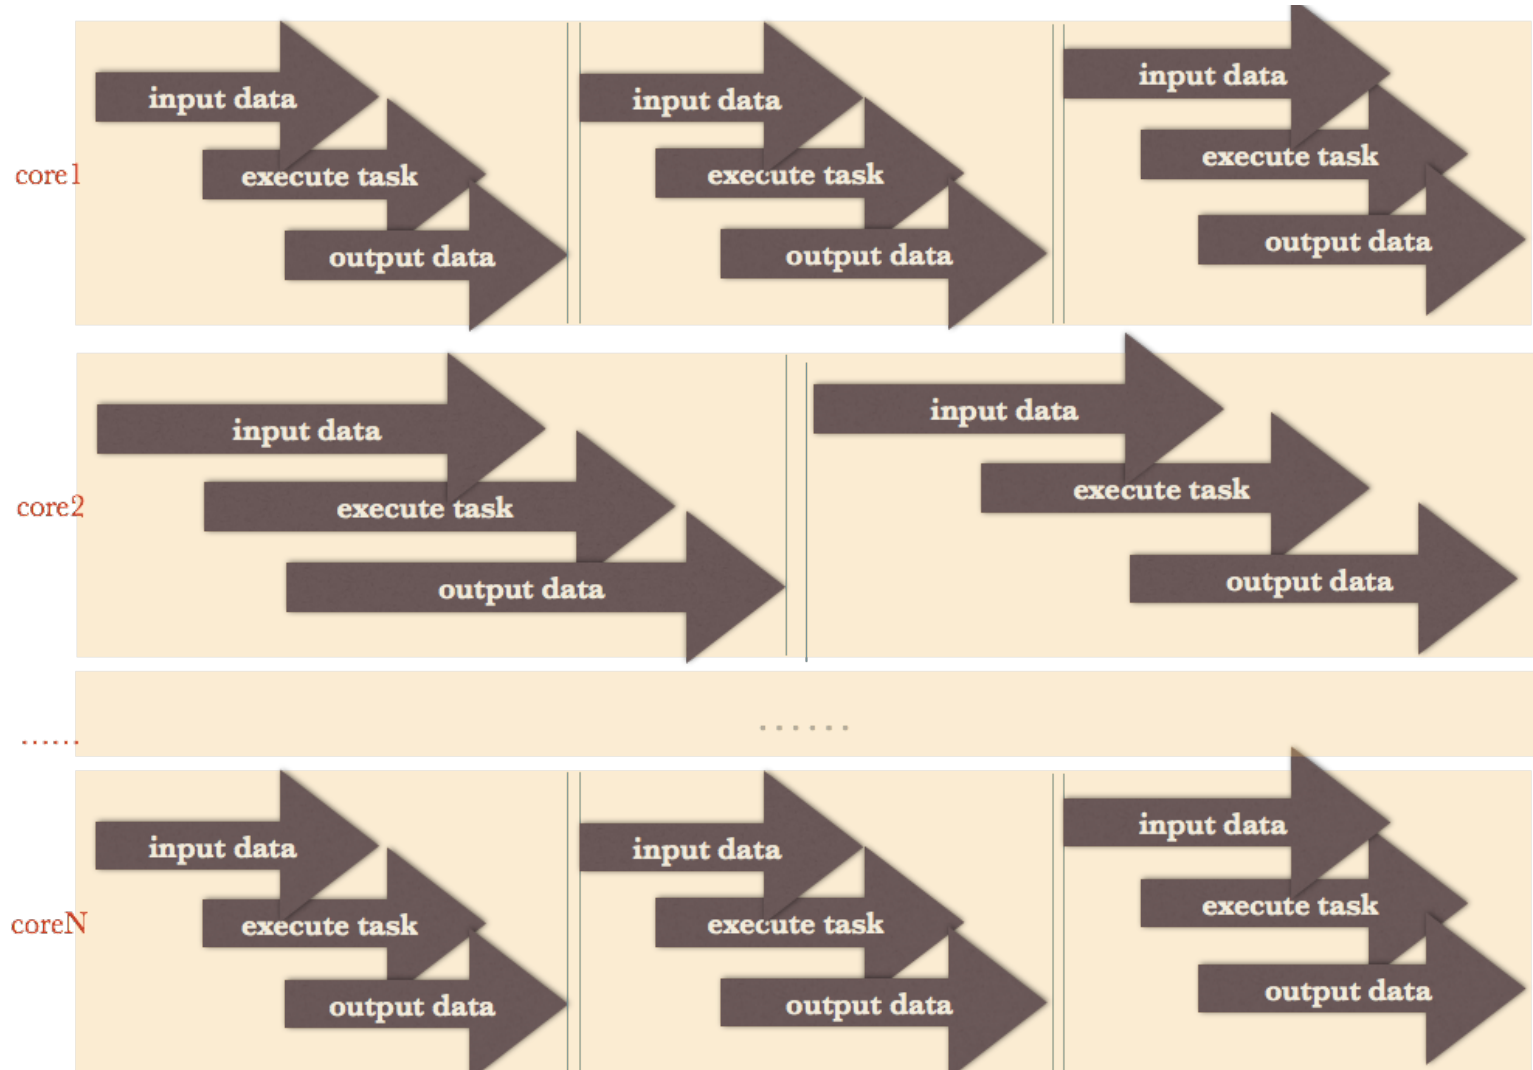 input data
input data
input data
core1
execute task
execute task
execute task
output data
output data
output data
input data
input data
core2
execute task
execute task
output data
output data
......
......
input data
input data
input data
coreN
execute task
execute task
execute task
output data
output data
output data